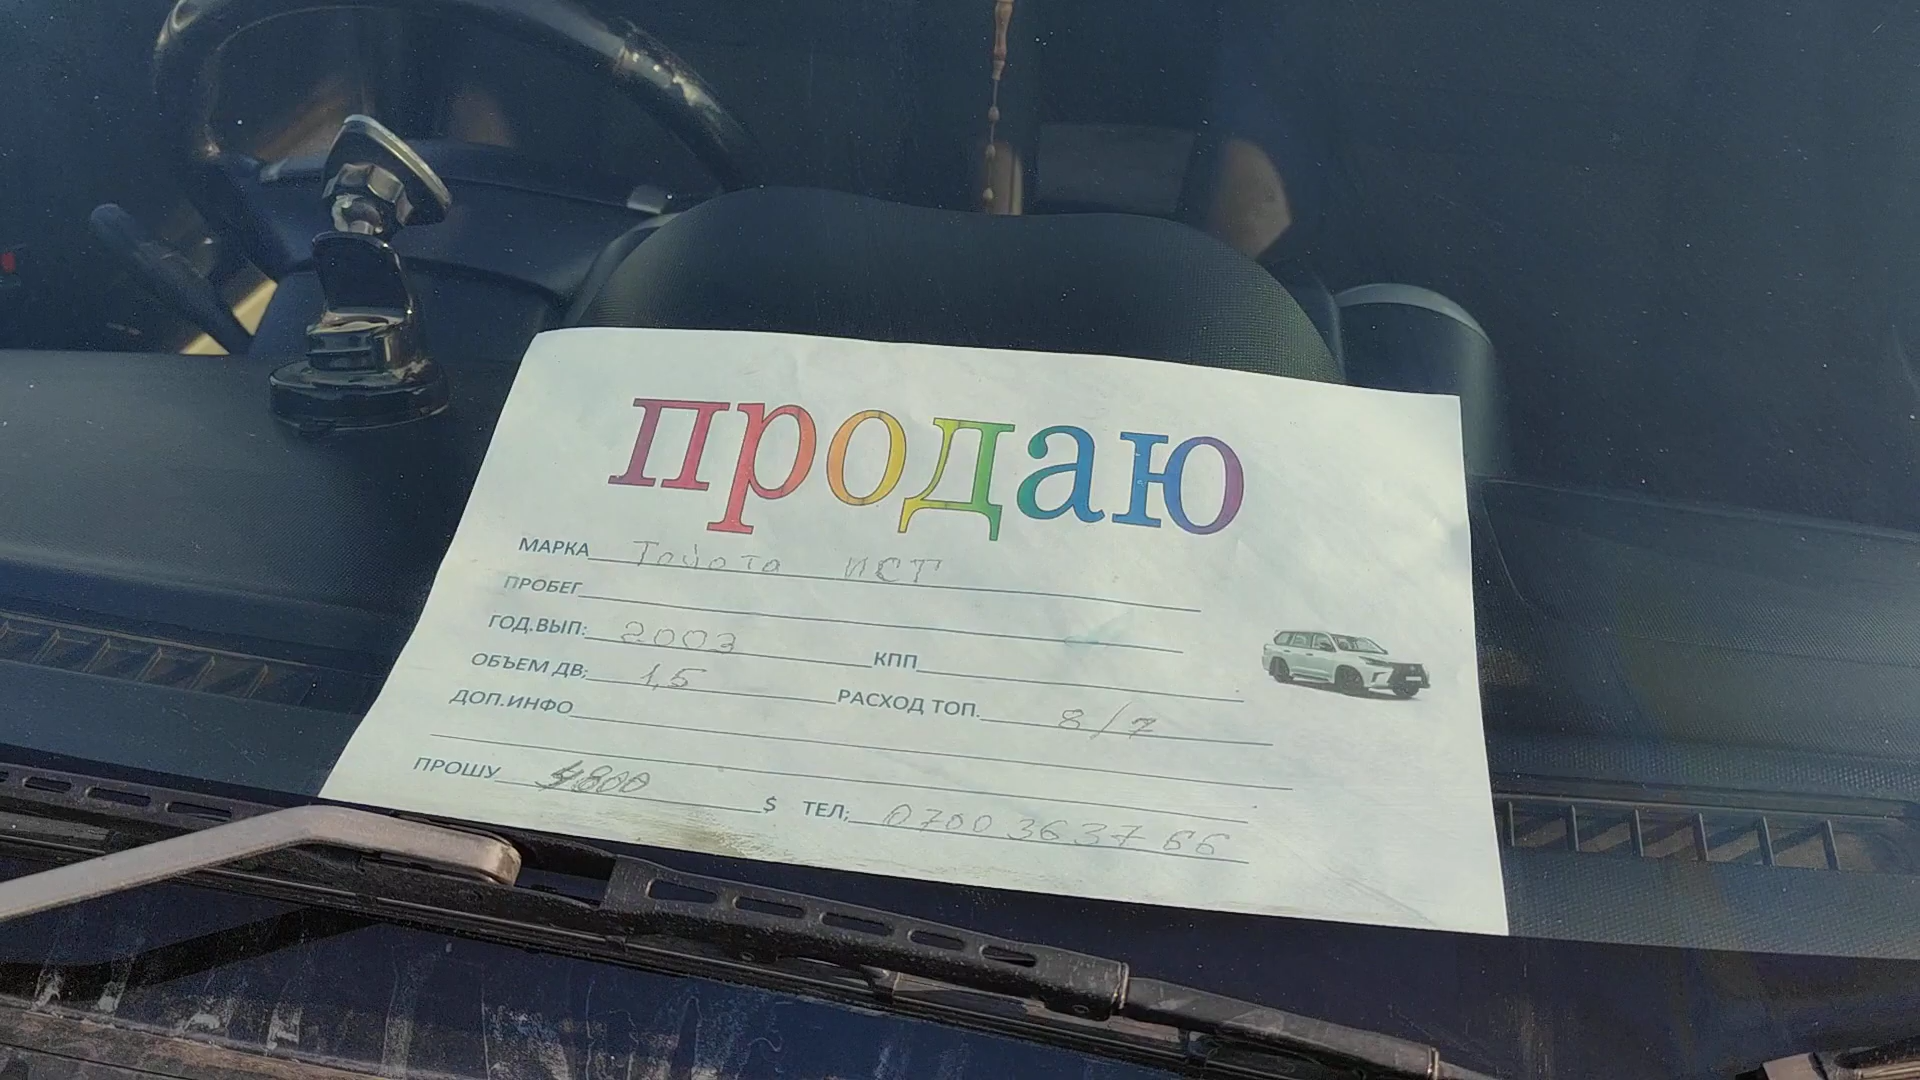 продаю
МАРКА Toyota ИСТ
ПРОБЕГ
ГОД.ВЫП: 2003 КПП
ОБЪЕМ ДВ; 1,5 РАСХОД ТОП. 8/7
ДОП.ИНФО
ПРОШУ 4800 $ ТЕЛ; 0700 36 37 66